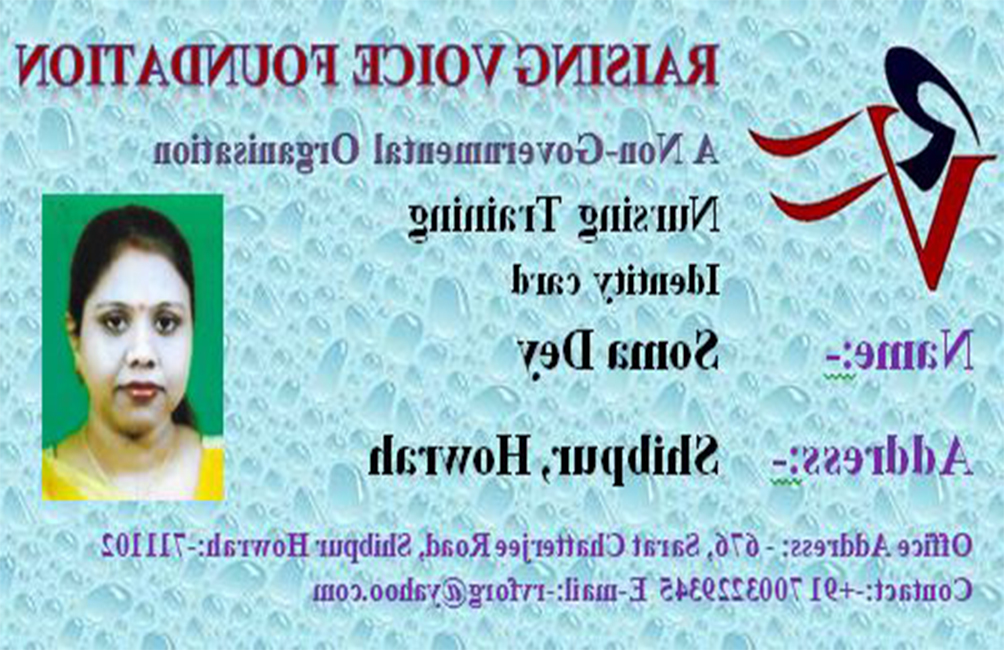 RAISING VOICE FOUNDATION
A Non-Governmental Organisation
Nursing Training
Identity card
Name:- Soma Dey
Address:- Shibpur, Howrah
Office Address: - 676, Sarat Chatterjee Road, Shibpur Howrah:-711102
Contact:-+91 7003229345 E-mail:-rvforg@yahoo.com